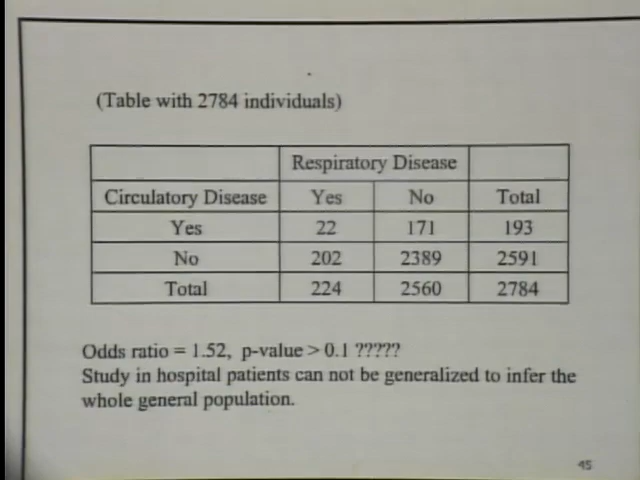 (Table with 2784 individuals)
Respiratory Disease
Circulatory Disease Yes No Total
Yes 22 171 193
No 202 2389 2591
Total 224 2560 2784
Odds ratio = 1.52, p-value > 0.1 ?????
Study in hospital patients can not be generalized to infer the
whole general population.
45